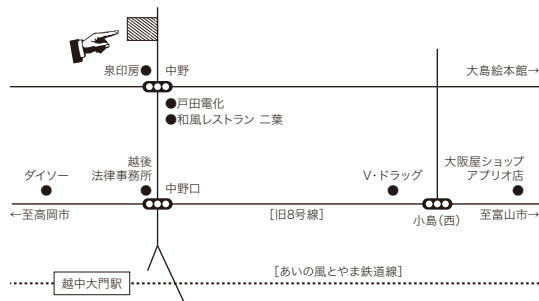 泉印房
中野
大島絵本館→
戸田電化
和風レストラン 二葉
ダイソー
越後
法律事務所
中野口
V・ドラッグ
大阪屋ショップ
アプリオ店
←至高岡市
[旧8号線]
小島(西)
至富山市→
[あいの風とやま鉄道線]
越中大門駅